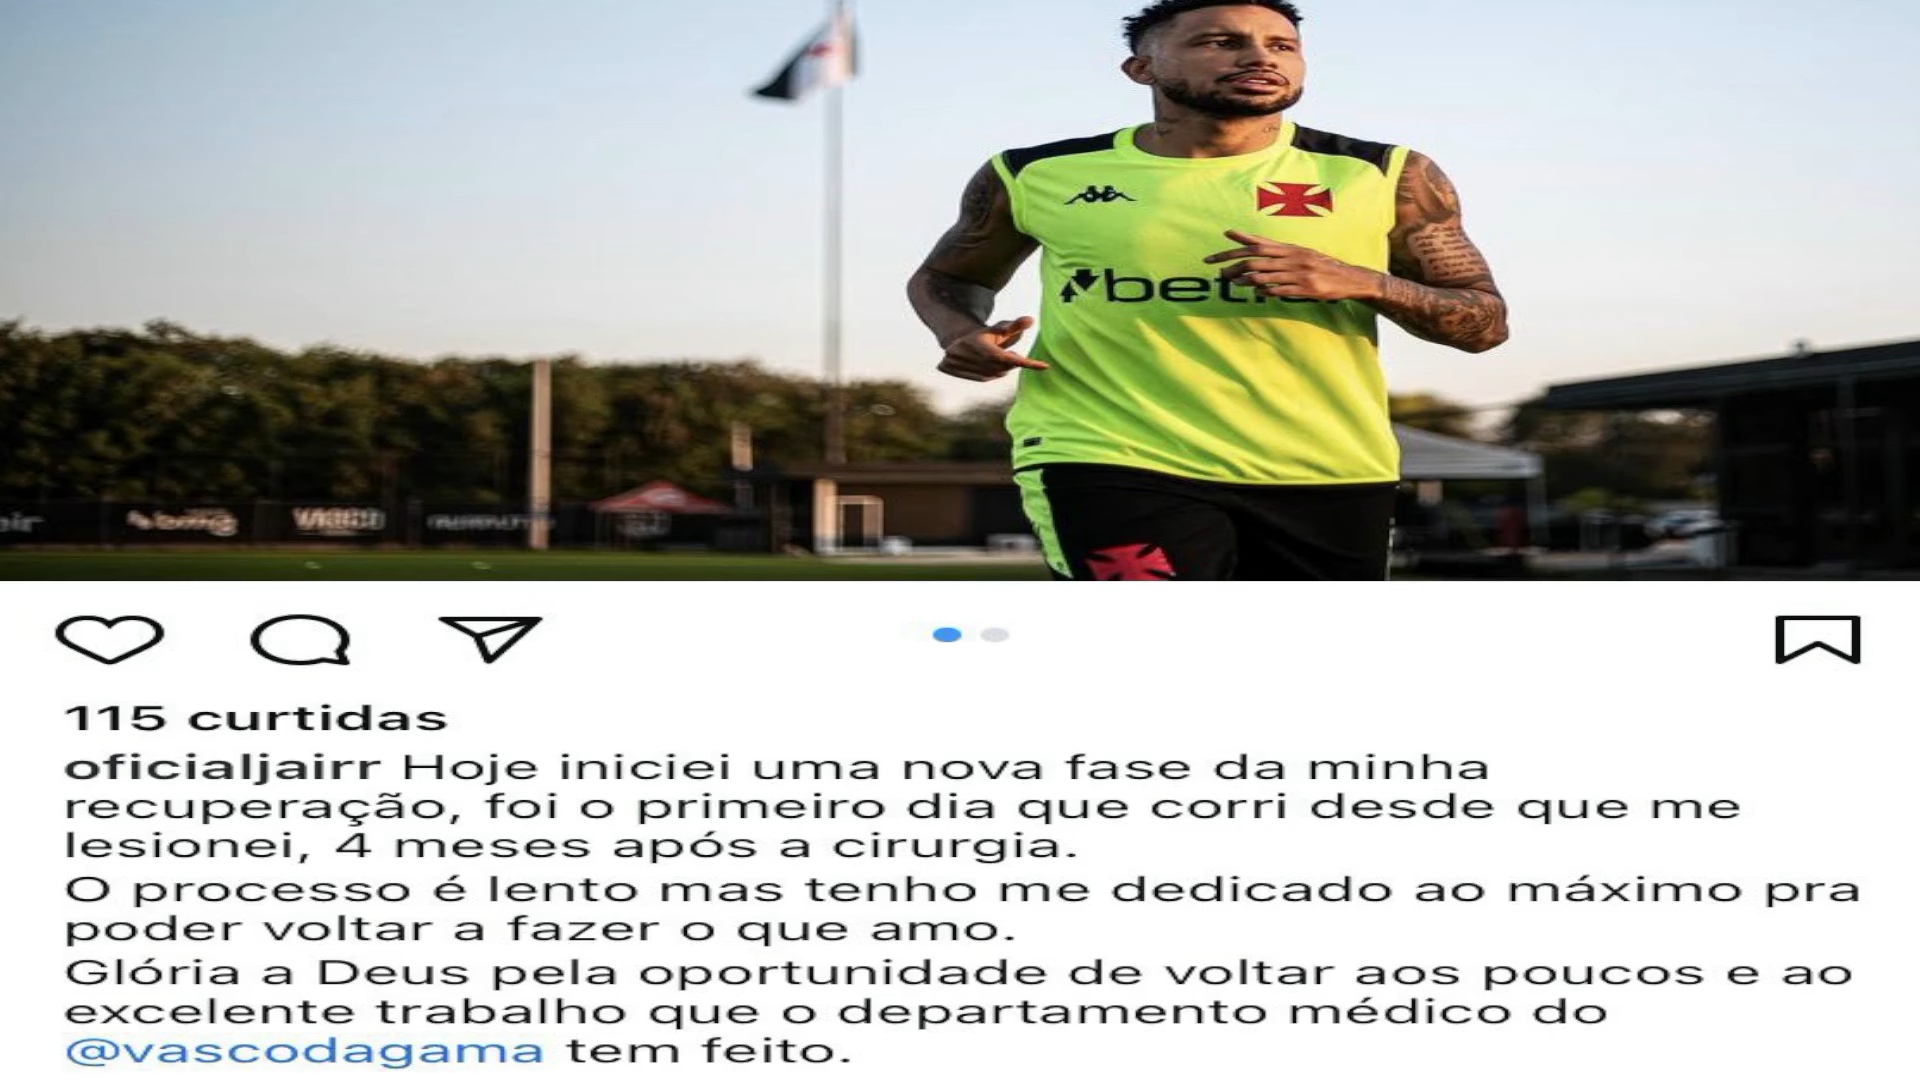 bet
VASCO
115 curtidas
oficialjairr Hoje iniciei uma nova fase da minha
recuperação, foi o primeiro dia que corri desde que me
lesionei, 4 meses após a cirurgia.
O processo é lento mas tenho me dedicado ao máximo pra
poder voltar a fazer o que amo.
Glória a Deus pela oportunidade de voltar aos poucos e ao
excelente trabalho que o departamento médico do
@vascodagama tem feito.